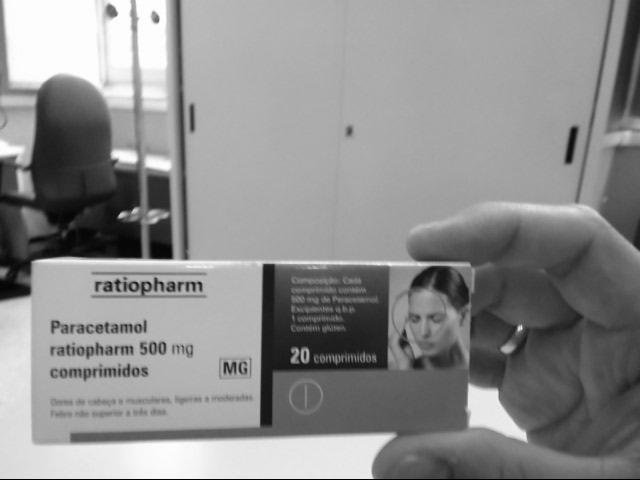 ratiopharm
Paracetamol
ratiopharm 500 mg
comprimidos
MG
Dores de cabeça e musculares, ligeiras a moderadas.
Febre não superior a três dias.
Composição: Cada
comprimido contém
500 mg de Paracetamol.
Excipientes q.b.p.
1 comprimido.
Contém glúten.
20 comprimidos